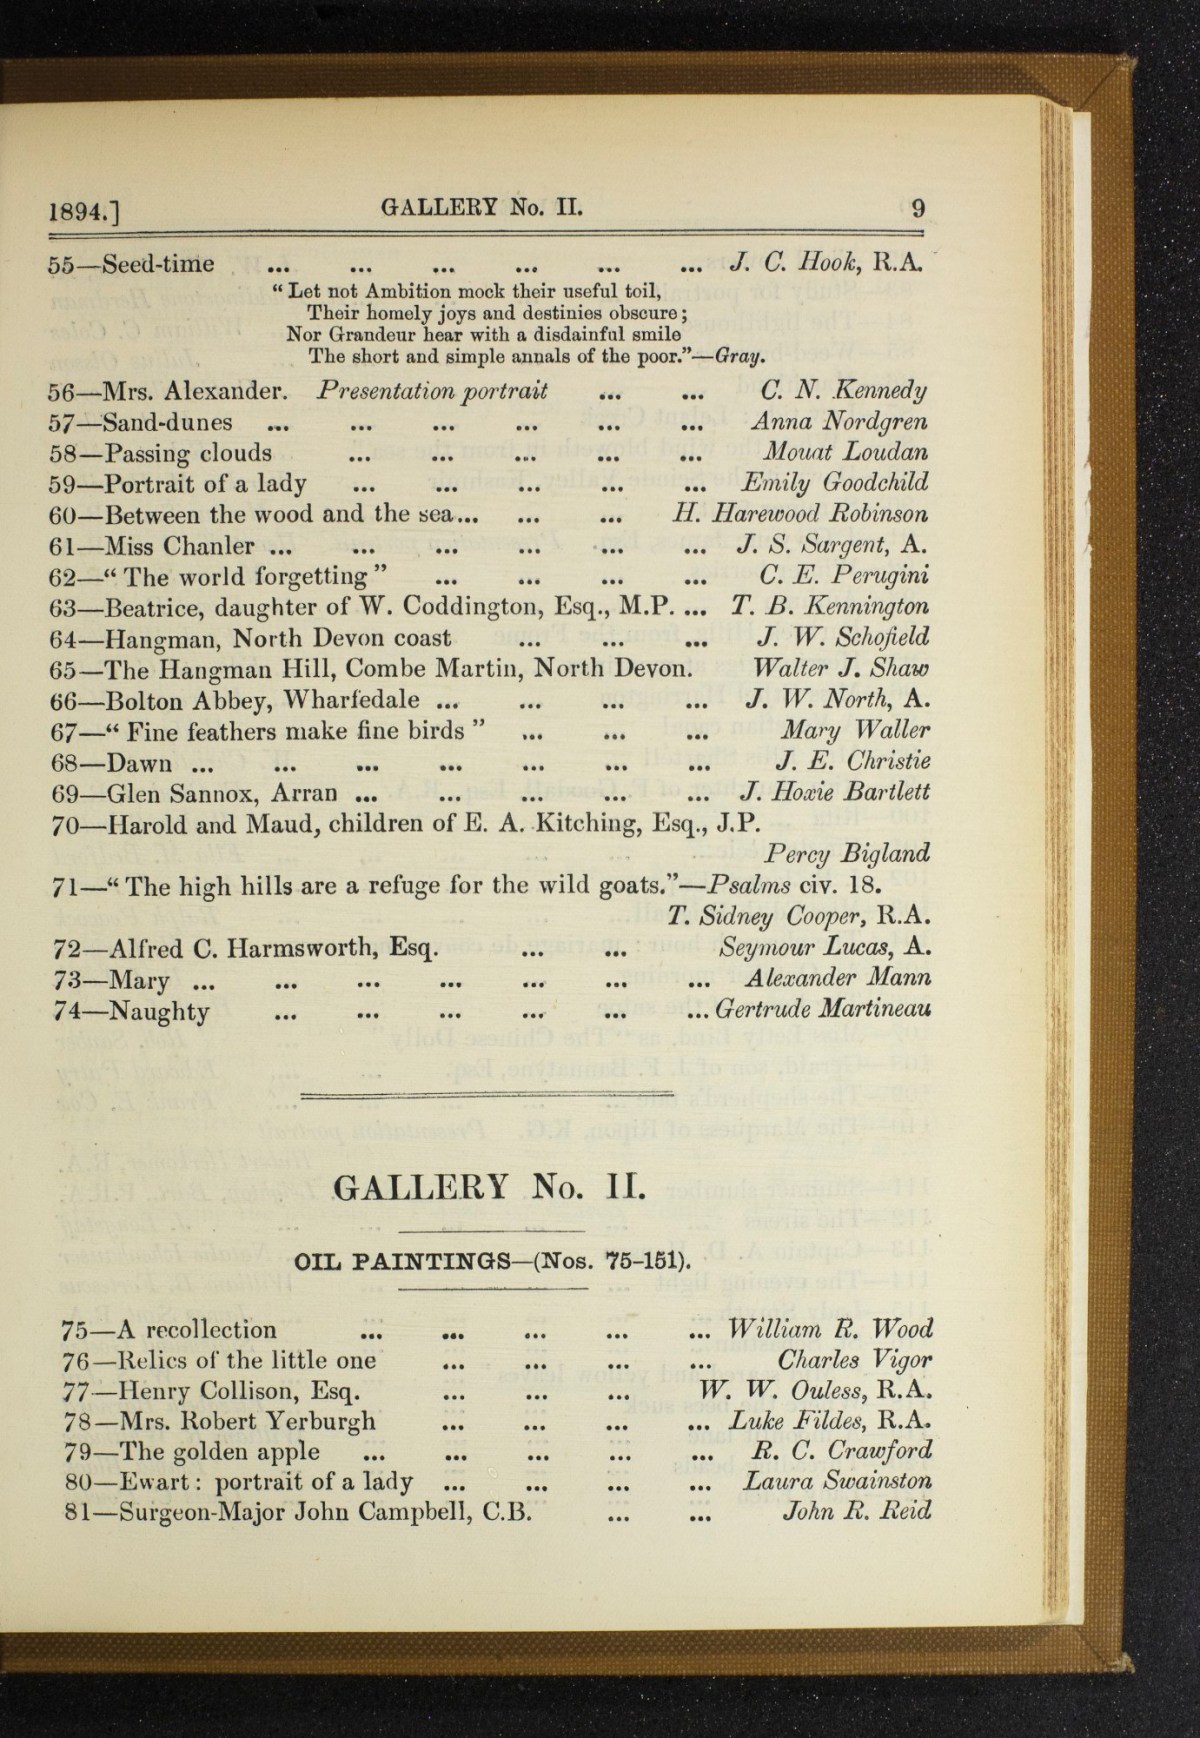 1894.] GALLERY No. II. 9
55—Seed-time ... ... ... ... ... ... J. C. Hook, R.A.
“Let not Ambition mock their useful toil,
Their homely joys and destinies obscure;
Nor Grandeur hear with a disdainful smile
The short and simple annals of the poor.”—Gray.
56—Mrs. Alexander. Presentation portrait ... ... C. N. Kennedy
57—Sand-dunes ... ... ... ... ... ... Anna Nordgren
58—Passing clouds ... ... ... ... ... Mouat Loudan
59—Portrait of a lady ... ... ... ... ... Emily Goodchild
60—Between the wood and the sea... ... ... H. Harewood Robinson
61—Miss Chanler ... ... ... ... ... ... J. S. Sargent, A.
62—“The world forgetting” ... ... ... ... C. E. Perugini
63—Beatrice, daughter of W. Coddington, Esq., M.P. ... T. B. Kennington
64—Hangman, North Devon coast ... ... ... J. W. Schofield
65—The Hangman Hill, Combe Martin, North Devon. Walter J. Shaw
66—Bolton Abbey, Wharfedale ... ... ... ... J. W. North, A.
67—“Fine feathers make fine birds” ... ... ... Mary Waller
68—Dawn ... ... ... ... ... ... ... J. E. Christie
69—Glen Sannox, Arran ... ... ... ... ... J. Hoxie Bartlett
70—Harold and Maud, children of E. A. Kitching, Esq., J.P.
Percy Bigland
71—“The high hills are a refuge for the wild goats.”—Psalms civ. 18.
T. Sidney Cooper, R.A.
72—Alfred C. Harmsworth, Esq. ... ... Seymour Lucas, A.
73—Mary ... ... ... ... ... ... ... Alexander Mann
74—Naughty ... ... ... ... ... ... Gertrude Martineau
GALLERY No. II.
OIL PAINTINGS—(Nos. 75-151).
75—A recollection ... ... ... ... ... William R. Wood
76—Relics of the little one ... ... ... ... Charles Vigor
77—Henry Collison, Esq. ... ... ... W. W. Ouless, R.A.
78—Mrs. Robert Yerburgh ... ... ... ... Luke Fildes, R.A.
79—The golden apple ... ... ... ... ... R. C. Crawford
80—Ewart: portrait of a lady ... ... ... ... Laura Swainston
81—Surgeon-Major John Campbell, C.B. ... ... John R. Reid